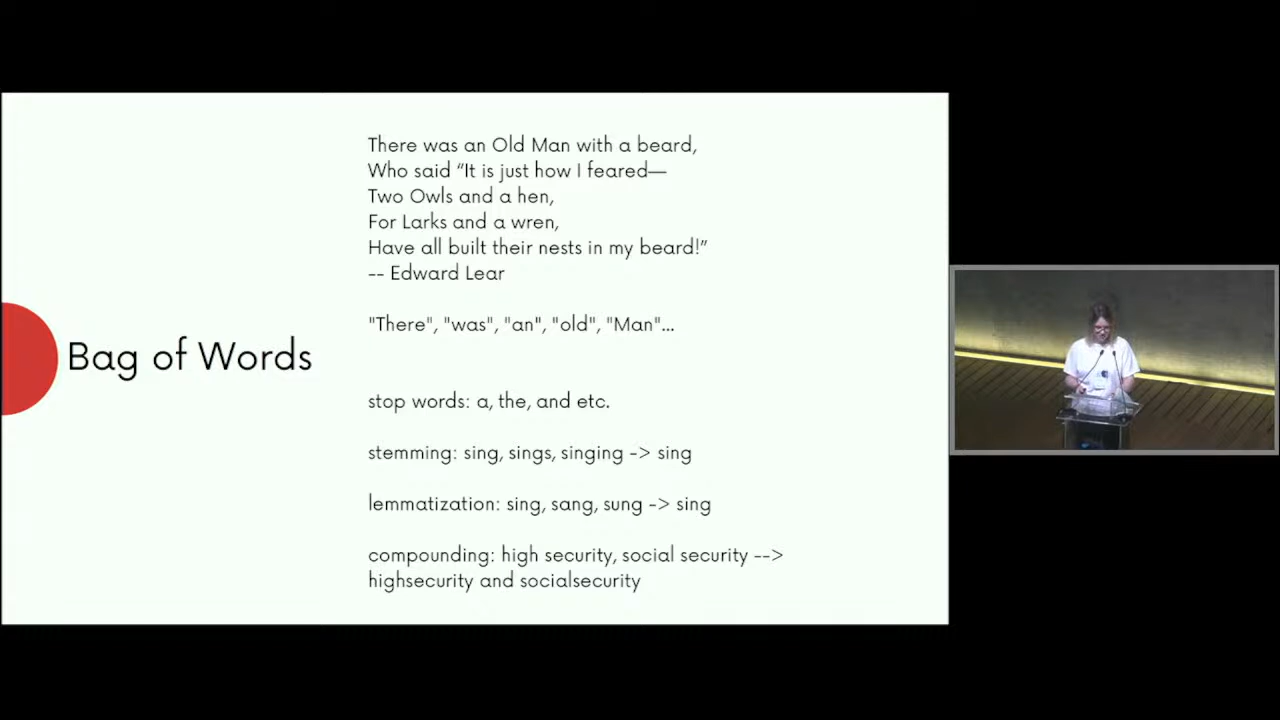 Bag of Words
There was an Old Man with a beard,
Who said “It is just how I feared—
Two Owls and a hen,
For Larks and a wren,
Have all built their nests in my beard!”
-- Edward Lear
"There", "was", "an", "old", "Man"...
stop words: a, the, and etc.
stemming: sing, sings, singing -> sing
lemmatization: sing, sang, sung -> sing
compounding: high security, social security -->
highsecurity and socialsecurity